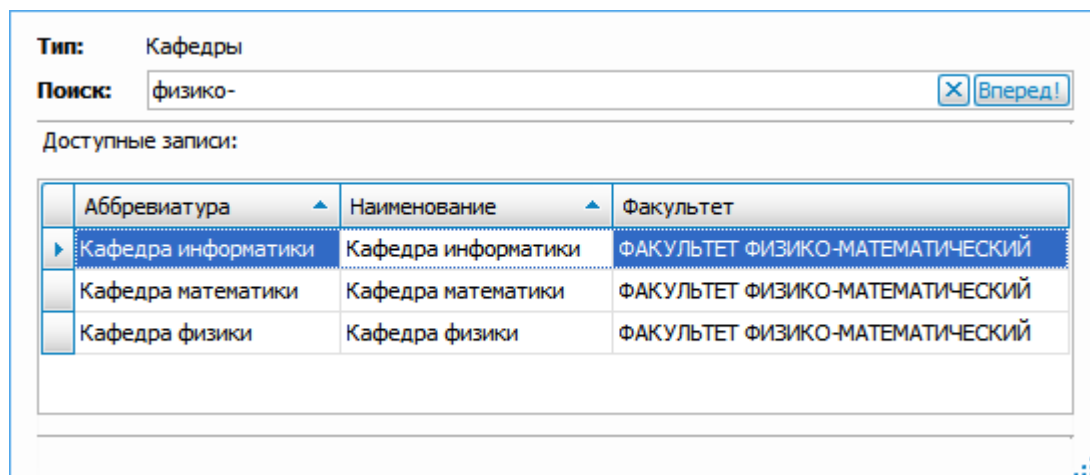 Тип: Кафедры
Поиск: физико- Вперед!
Доступные записи:
Аббревиатура Наименование Факультет
Кафедра информатики Кафедра информатики ФАКУЛЬТЕТ ФИЗИКО-МАТЕМАТИЧЕСКИЙ
Кафедра математики Кафедра математики ФАКУЛЬТЕТ ФИЗИКО-МАТЕМАТИЧЕСКИЙ
Кафедра физики Кафедра физики ФАКУЛЬТЕТ ФИЗИКО-МАТЕМАТИЧЕСКИЙ